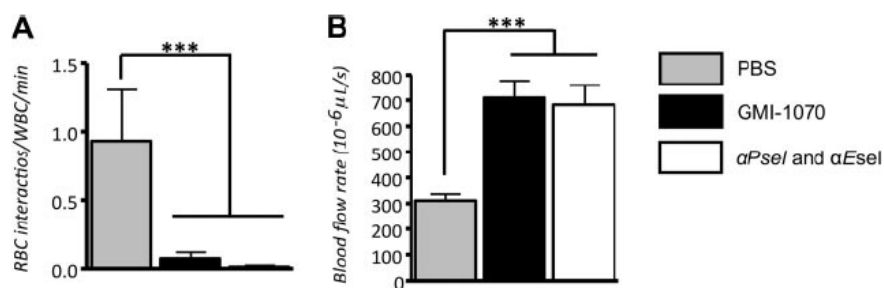 A
RBC interactios/WBC/min
1.5
1.0
0.5
0.0
***
B
Blood flow rate (10⁻⁶μL/s)
800
700
600
500
400
300
200
100
0
***
PBS
GMI-1070
αPsel and αEsel